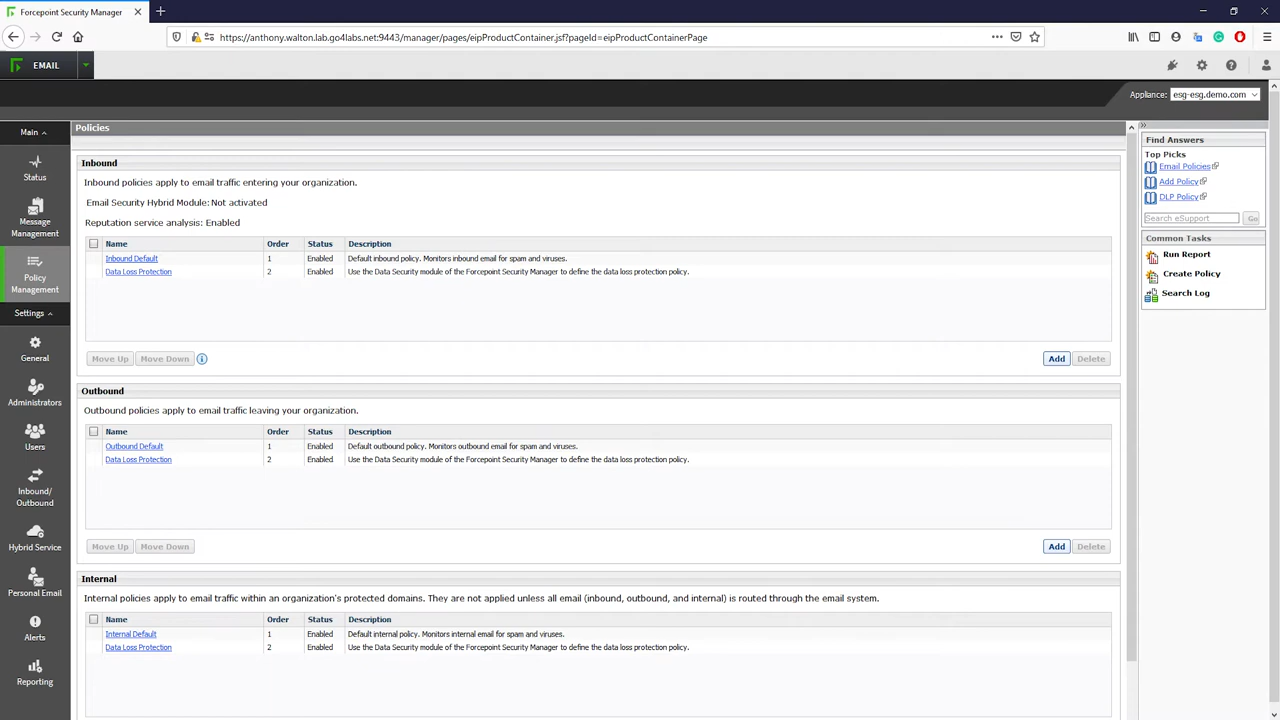 Forcepoint Security Manager
https://anthony.walton.lab.go4labs.net:9443/manager/pages/eipProductContainer.jsf?pageId=eipProductContainerPage
EMAIL
Appliance: esg-esg.demo.com
Main
Status
Message Management
Policy Management
Settings
General
Administrators
Users
Inbound/ Outbound
Hybrid Service
Personal Email
Alerts
Reporting
Policies
Inbound
Inbound policies apply to email traffic entering your organization.
Email Security Hybrid Module: Not activated
Reputation service analysis: Enabled
Name Order Status Description
Inbound Default 1 Enabled Default inbound policy. Monitors inbound email for spam and viruses.
Data Loss Protection 2 Enabled Use the Data Security module of the Forcepoint Security Manager to define the data loss protection policy.
Move Up Move Down Add Delete
Outbound
Outbound policies apply to email traffic leaving your organization.
Name Order Status Description
Outbound Default 1 Enabled Default outbound policy. Monitors outbound email for spam and viruses.
Data Loss Protection 2 Enabled Use the Data Security module of the Forcepoint Security Manager to define the data loss protection policy.
Move Up Move Down Add Delete
Internal
Internal policies apply to email traffic within an organization's protected domains. They are not applied unless all email (inbound, outbound, and internal) is routed through the email system.
Name Order Status Description
Internal Default 1 Enabled Default internal policy. Monitors internal email for spam and viruses.
Data Loss Protection 2 Enabled Use the Data Security module of the Forcepoint Security Manager to define the data loss protection policy.
Find Answers
Top Picks
Email Policies
Add Policy
DLP Policy
Search eSupport Go
Common Tasks
Run Report
Create Policy
Search Log